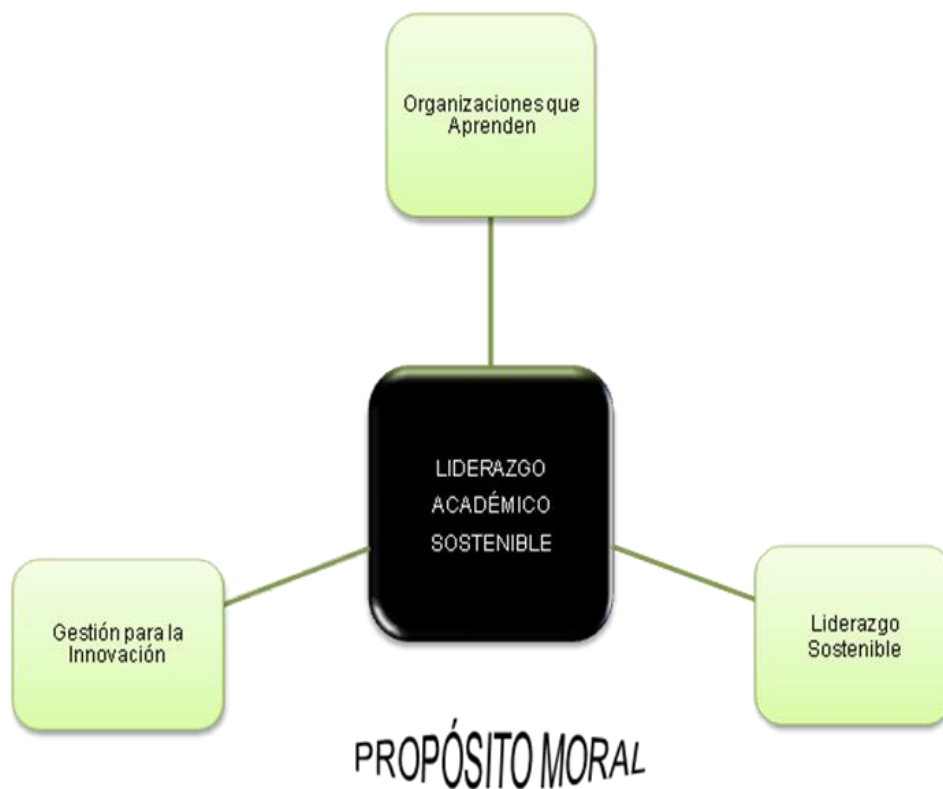 Organizaciones que
Aprenden
LIDERAZGO
ACADÉMICO
SOSTENIBLE
Gestión para la
Innovación
Liderazgo
Sostenible
PROPÓSITO MORAL